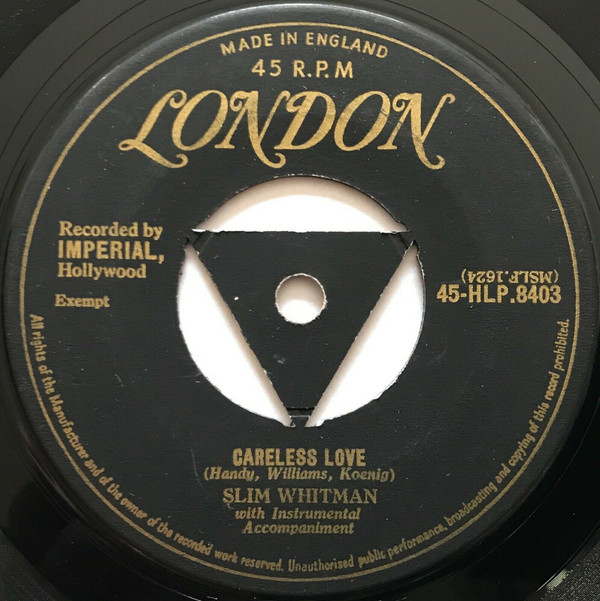 MADE IN ENGLAND
45 R.P.M
LONDON
Recorded by
IMPERIAL,
Hollywood
Exempt
(MSLF.1624)
45-HLP.8403
CARELESS LOVE
(Handy, Williams, Koenig)
SLIM WHITMAN
with Instrumental
Accompaniment
All rights of the Manufacturer and of the owner of the recorded work reserved. Unauthorised public performance, broadcasting and copying of this record prohibited.